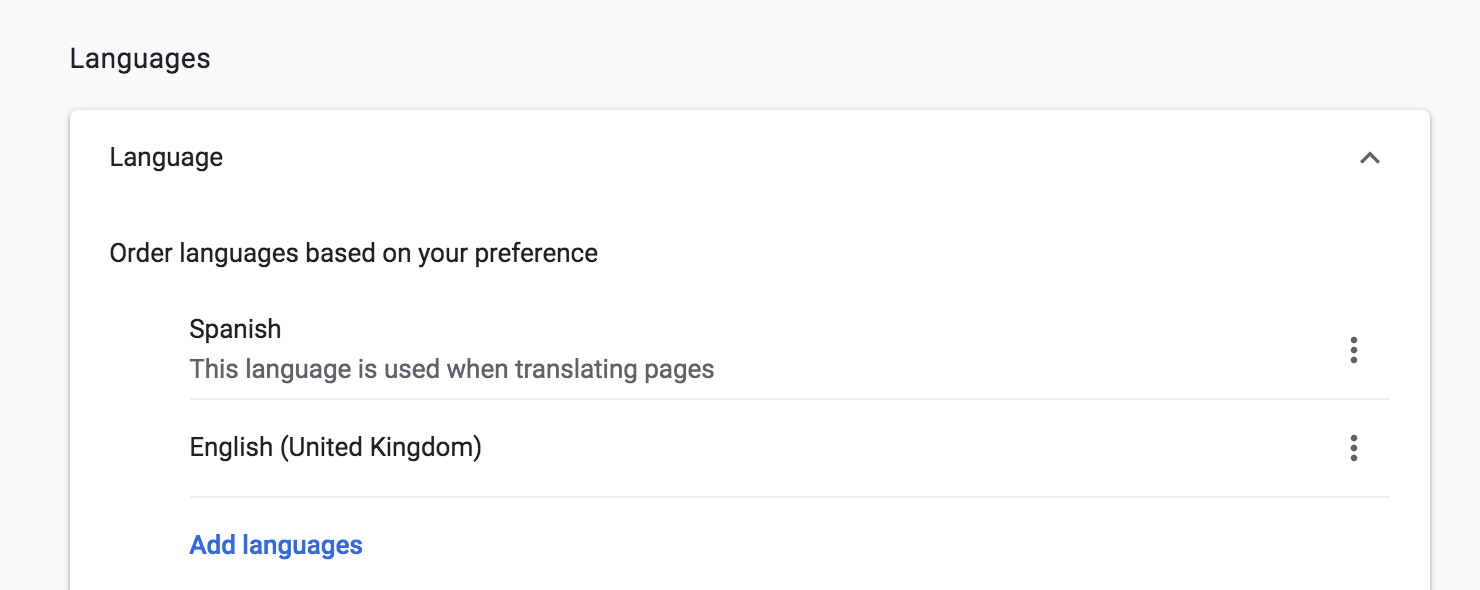 Languages
Language
Order languages based on your preference
Spanish
This language is used when translating pages
English (United Kingdom)
Add languages